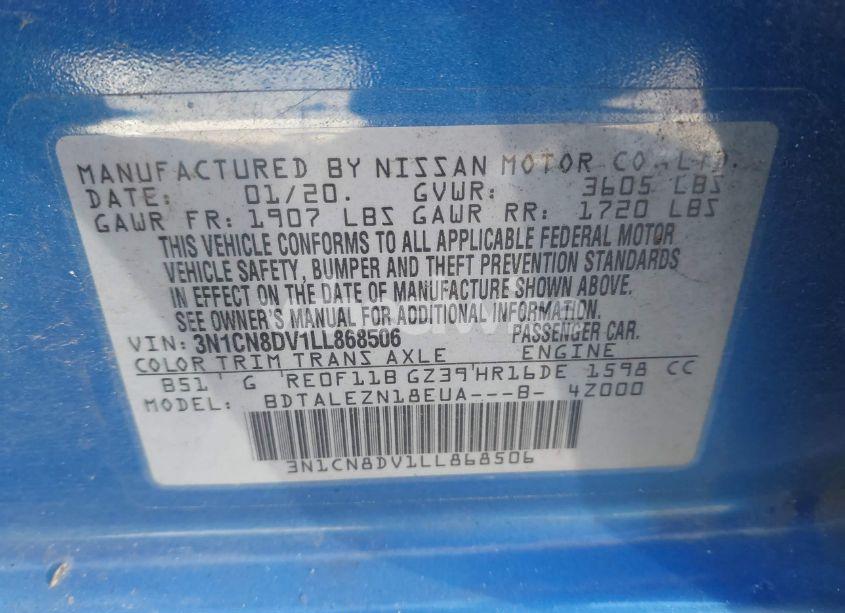 MANUFACTURED BY NISSAN MOTOR CO.,LTD.
DATE: 01/20. GVWR: 3605 LBS
GAWR FR: 1907 LBS GAWR RR: 1720 LBS
THIS VEHICLE CONFORMS TO ALL APPLICABLE FEDERAL MOTOR
VEHICLE SAFETY, BUMPER AND THEFT PREVENTION STANDARDS
IN EFFECT ON THE DATE OF MANUFACTURE SHOWN ABOVE.
SEE OWNER'S MANUAL FOR ADDITIONAL INFORMATION.
VIN: 3N1CN8DV1LL868506 PASSENGER CAR.
COLOR TRIM TRANS AXLE ENGINE
B51 G RE0F11B GZ39 HR16DE 1598 CC
MODEL: BDTALEZN18EUA---B- 4Z000
3N1CN8DV1LL868506